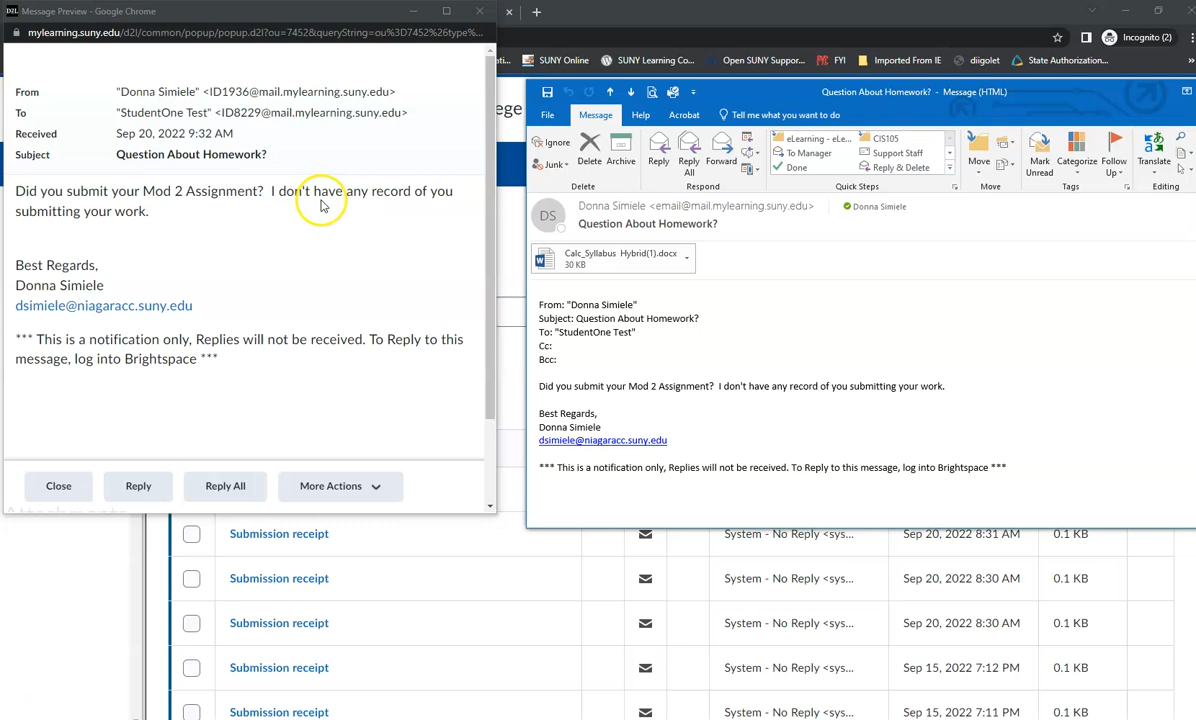 D2L Message Preview - Google Chrome
mylearning.suny.edu/d2l/common/popup/popup.d2l?ou=7452&queryString=ou%3D7452%26type%...
From "Donna Simiele" <ID1936@mail.mylearning.suny.edu>
To "StudentOne Test" <ID8229@mail.mylearning.suny.edu>
Received Sep 20, 2022 9:32 AM
Subject Question About Homework?
Did you submit your Mod 2 Assignment? I don't have any record of you
submitting your work.
Best Regards,
Donna Simiele
dsimiele@niagaracc.suny.edu
*** This is a notification only, Replies will not be received. To Reply to this
message, log into Brightspace ***
Close Reply Reply All More Actions
Incognito (2)
SUNY Online SUNY Learning Co... Open SUNY Suppor... FYI Imported From IE diigolet State Authorization...
ege
Question About Homework? - Message (HTML)
File Message Help Acrobat Tell me what you want to do
Ignore
Junk
Delete Archive
Delete
Reply Reply All Forward
Respond
eLearning - eLe... CIS105
To Manager Support Staff
Done Reply & Delete
Quick Steps
Move
Move
Mark Unread Categorize Follow Up
Tags
Translate
Editing
DS
Donna Simiele <email@mail.mylearning.suny.edu> Donna Simiele
Question About Homework?
Calc_Syllabus Hybrid(1).docx
30 KB
From: "Donna Simiele"
Subject: Question About Homework?
To: "StudentOne Test"
Cc:
Bcc:
Did you submit your Mod 2 Assignment? I don't have any record of you submitting your work.
Best Regards,
Donna Simiele
dsimiele@niagaracc.suny.edu
*** This is a notification only, Replies will not be received. To Reply to this message, log into Brightspace ***
Submission receipt System - No Reply <sys... Sep 20, 2022 8:31 AM 0.1 KB
Submission receipt System - No Reply <sys... Sep 20, 2022 8:30 AM 0.1 KB
Submission receipt System - No Reply <sys... Sep 20, 2022 8:30 AM 0.1 KB
Submission receipt System - No Reply <sys... Sep 15, 2022 7:12 PM 0.1 KB
Submission receipt System - No Reply <sys... Sep 15, 2022 7:11 PM 0.1 KB